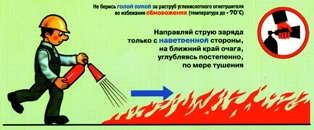 Не берись голой рукой за раструб углекислотного огнетушителя
во избежание обморожения (температура до - 70°С)
Направляй струю заряда
только с наветренной стороны,
на ближний край очага,
углубляясь постепенно,
по мере тушения